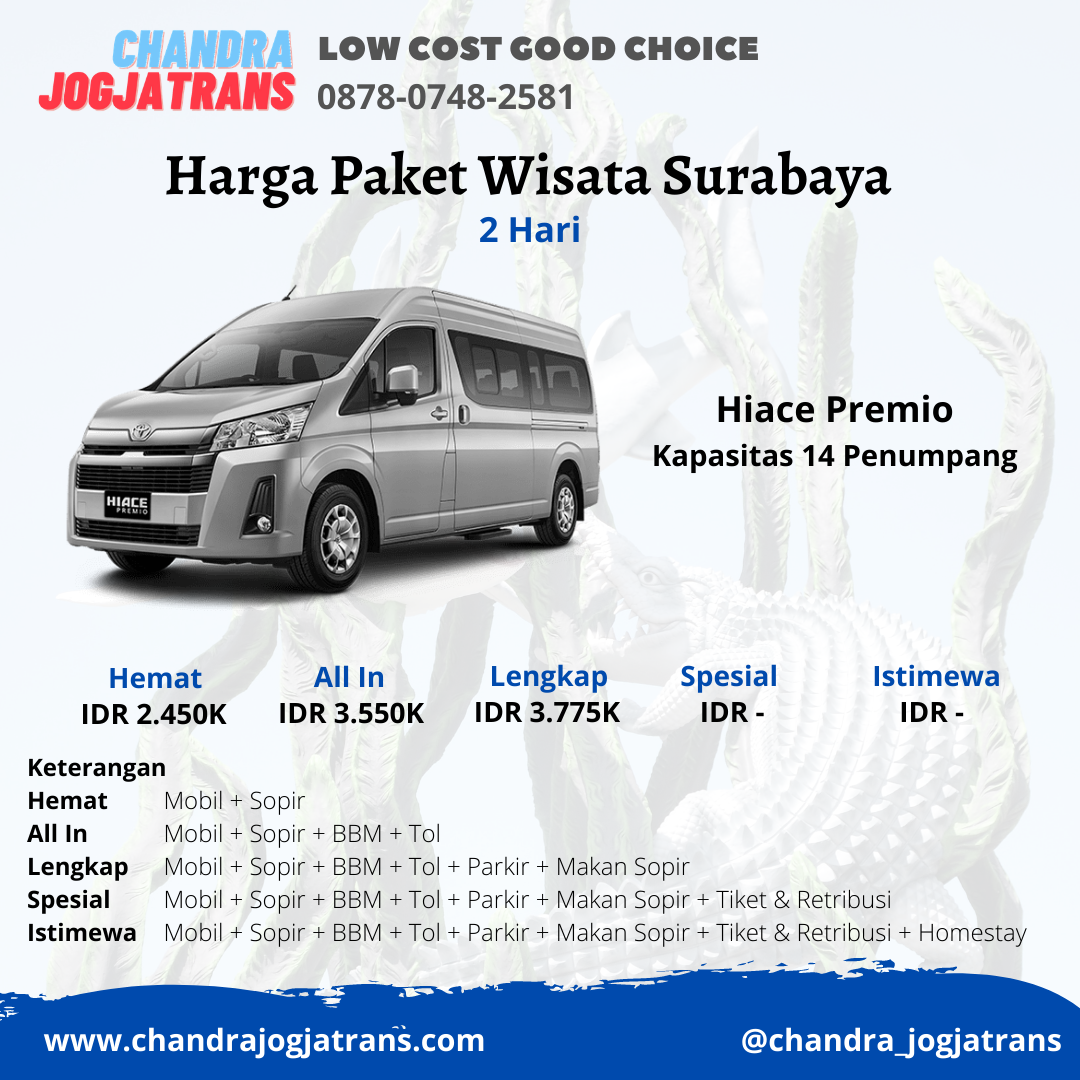 CHANDRA
JOGJATRANS
LOW COST GOOD CHOICE
0878-0748-2581
Harga Paket Wisata Surabaya
2 Hari
HIACE
PREMIO
Hiace Premio
Kapasitas 14 Penumpang
Hemat All In Lengkap Spesial Istimewa
IDR 2.450K IDR 3.550K IDR 3.775K IDR - IDR -
Keterangan
Hemat Mobil + Sopir
All In Mobil + Sopir + BBM + Tol
Lengkap Mobil + Sopir + BBM + Tol + Parkir + Makan Sopir
Spesial Mobil + Sopir + BBM + Tol + Parkir + Makan Sopir + Tiket & Retribusi
Istimewa Mobil + Sopir + BBM + Tol + Parkir + Makan Sopir + Tiket & Retribusi + Homestay
www.chandrajogjatrans.com @chandra_jogjatrans